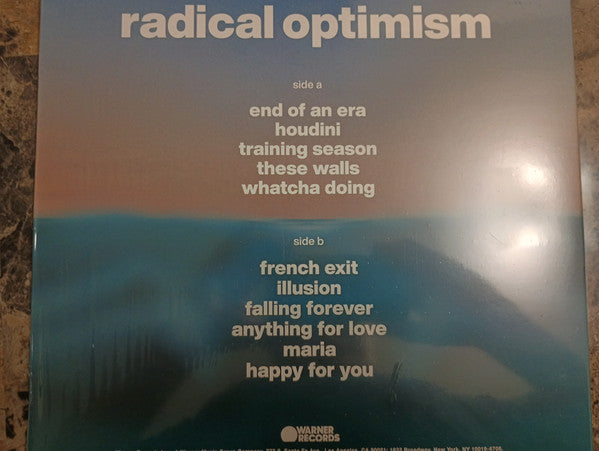 radical optimism
side a
end of an era
houdini
training season
these walls
whatcha doing
side b
french exit
illusion
falling forever
anything for love
maria
happy for you
WARNER
RECORDS